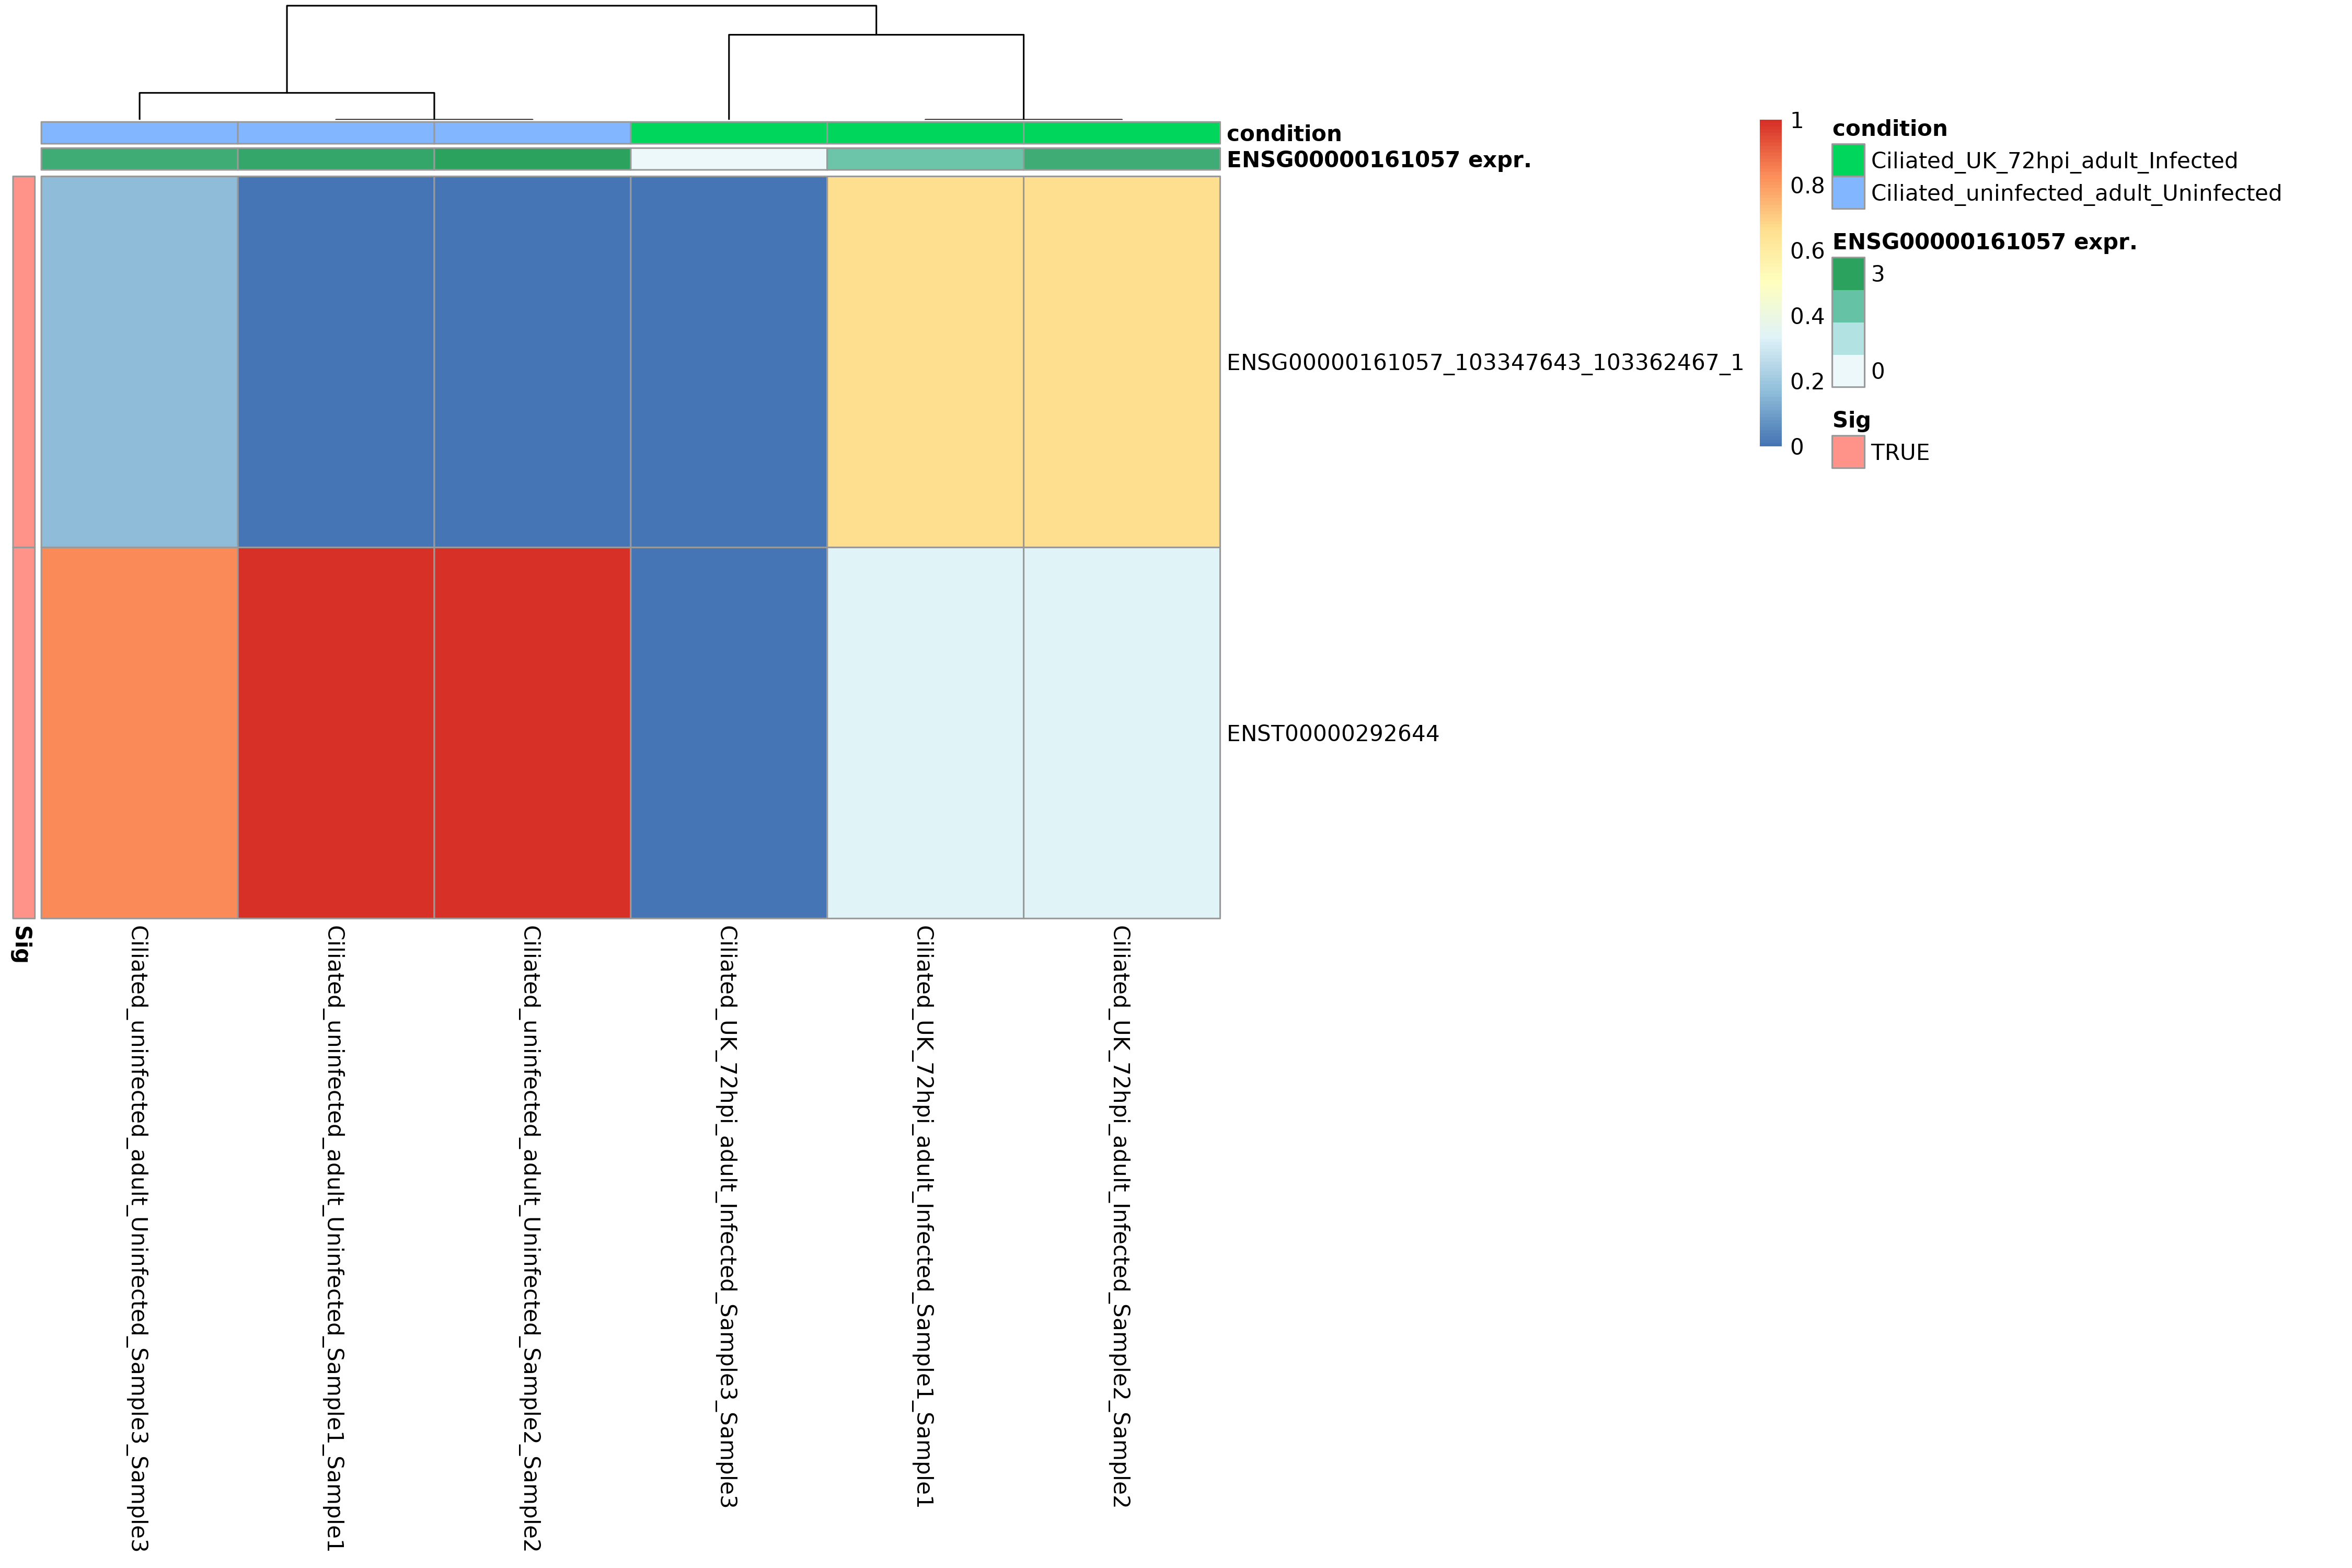 condition
ENSG00000161057 expr.
ENSG00000161057_103347643_103362467_1
ENST00000292644
1
0.8
0.6
0.4
0.2
0
condition
Ciliated_UK_72hpi_adult_Infected
Ciliated_uninfected_adult_Uninfected
ENSG00000161057 expr.
3
0
Sig
TRUE
Sig
Ciliated_uninfected_adult_Uninfected_Sample3_Sample3
Ciliated_uninfected_adult_Uninfected_Sample1_Sample1
Ciliated_uninfected_adult_Uninfected_Sample2_Sample2
Ciliated_UK_72hpi_adult_Infected_Sample3_Sample3
Ciliated_UK_72hpi_adult_Infected_Sample1_Sample1
Ciliated_UK_72hpi_adult_Infected_Sample2_Sample2